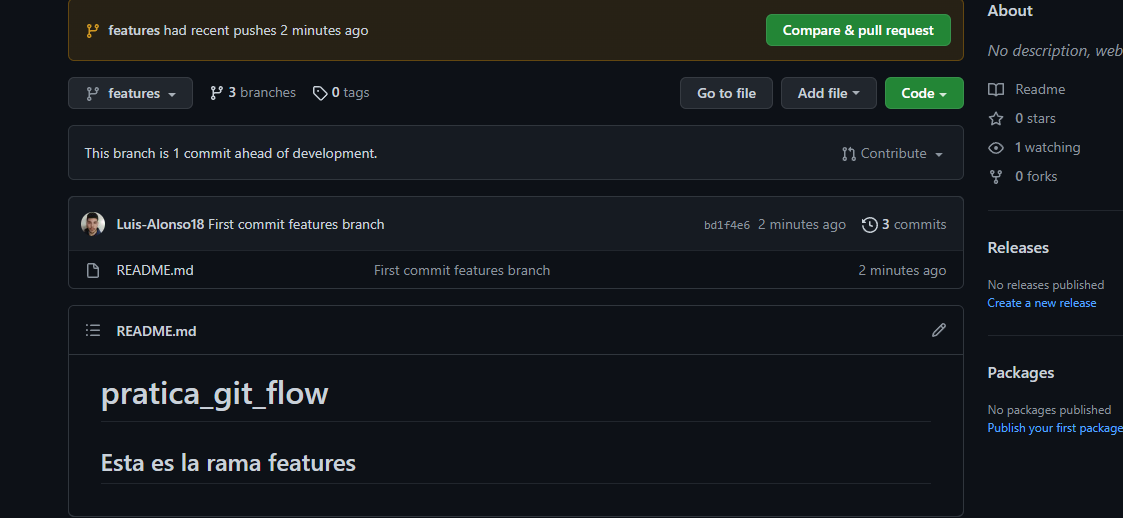 features had recent pushes 2 minutes ago
Compare & pull request
features
3 branches
0 tags
Go to file
Add file
Code
This branch is 1 commit ahead of development.
Contribute
Luis-Alonso18 First commit features branch
bd1f4e6 2 minutes ago
3 commits
README.md
First commit features branch
2 minutes ago
README.md
pratica_git_flow
Esta es la rama features
About
No description, web
Readme
0 stars
1 watching
0 forks
Releases
No releases published
Create a new release
Packages
No packages published
Publish your first package